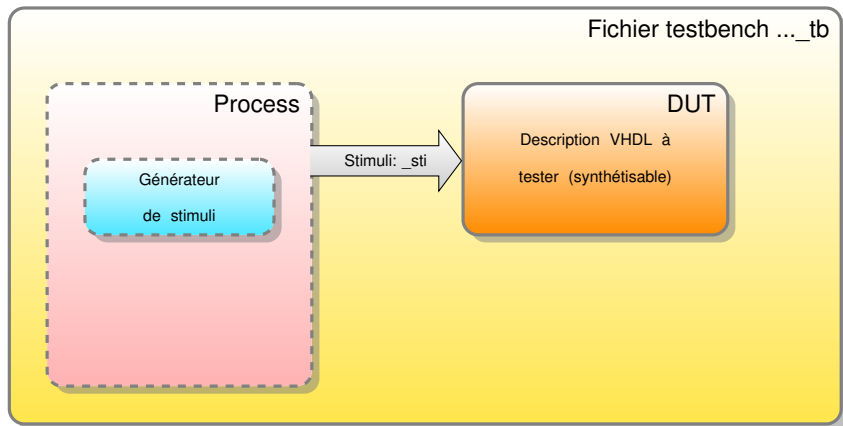 Fichier testbench ..._tb
Process
Générateur
de stimuli
Stimuli: _sti
DUT
Description VHDL à
tester (synthétisable)